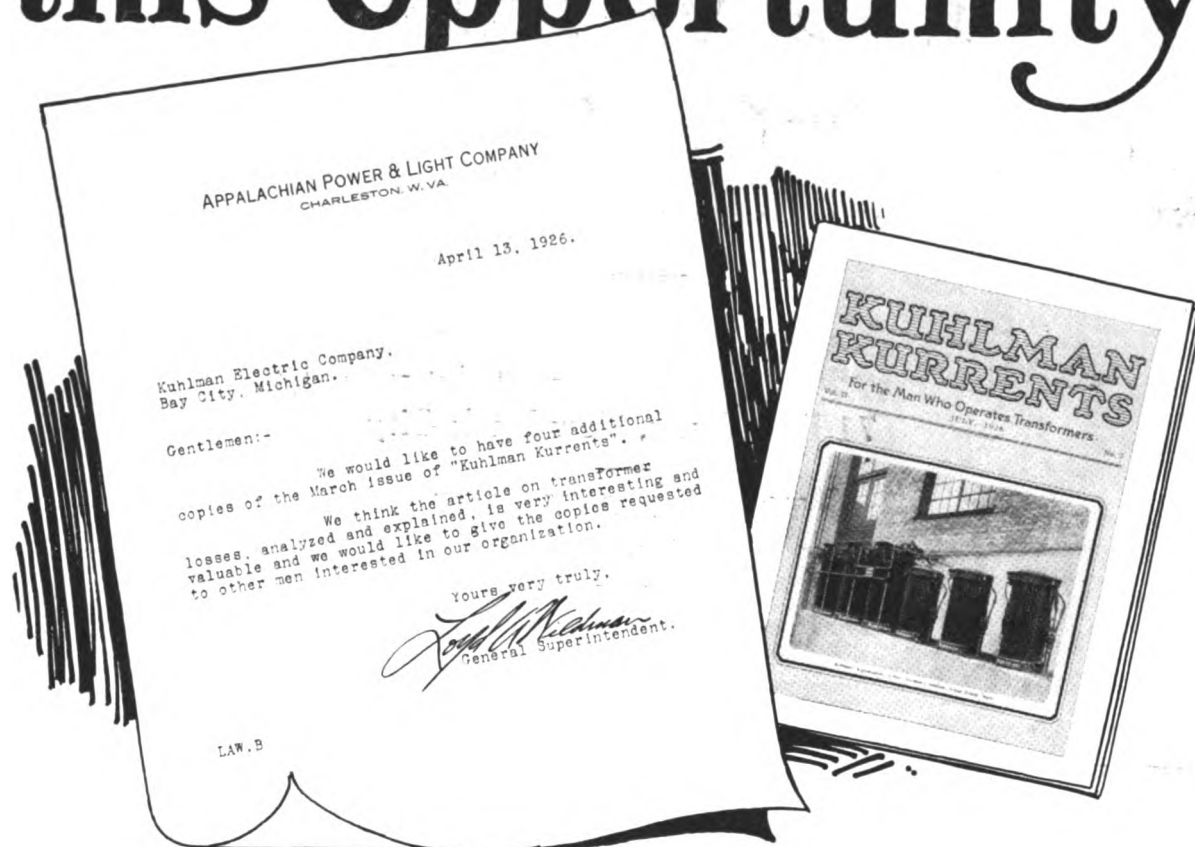 this opportunity
APPALACHIAN POWER & LIGHT COMPANY
CHARLESTON. W. VA.
April 13, 1926.
Kuhlman Electric Company,
Bay City, Michigan.
Gentlemen:-
We would like to have four additional
copies of the March issue of "Kuhlman Kurrents".
We think the article on transformer
losses, analyzed and explained, is very interesting and
valuable and we would like to give the copies requested
to other men interested in our organization.
Yours very truly,
General Superintendent.
LAW.B
KUHLMAN
KURRENTS
For the Man Who Operates Transformers
Vol. JULY, 1926 No.